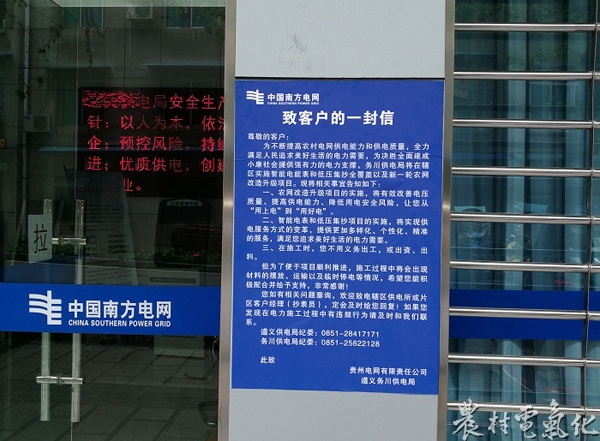 电局安全生产
针：以人为本，依法
企；预控风险，持续
进；优质供电，创建
业。
拉
中国南方电网
CHINA SOUTHERN POWER GRID
中国南方电网
CHINA SOUTHERN POWER GRID
致客户的一封信
尊敬的客户：
为不断提高农村电网供电能力和供电质量，全力
满足人民追求美好生活的电力需要，为决胜全面建成
小康社会提供强有力的电力支撑，务川供电局将在辖
区实施智能电能表和低压集抄全覆盖以及新一轮农网
改造升级项目。现将相关事宜告知如下：
一、农网改造升级项目的实施，将有效改善电压
质量、提高供电能力、降低用电安全风险，让您从
“用上电”到“用好电”。
二、智能电表和低压集抄项目的实施，将实现供
电服务方式的变革，提供更加多样化、个性化、精准
的服务，满足您追求美好生活的电力需要。
三、在施工时，您不用义务出工，或出资、出
料。
但为了便于项目顺利推进，施工过程中将会出现
材料的摆放、运输以及临时停电等情况，希望您能积
极配合并给予支持，非常感谢！
您如有相关问题垂询，欢迎致电辖区供电所或片
区客户经理（抄表员），定会及时给您回复！如果您
发现在电力施工过程中有违规行为请及时和我们联
系。
遵义供电局纪委：0851-28417171
务川供电局纪委：0851-25622128
此致
贵州电网有限责任公司
遵义务川供电局
農村電氣化